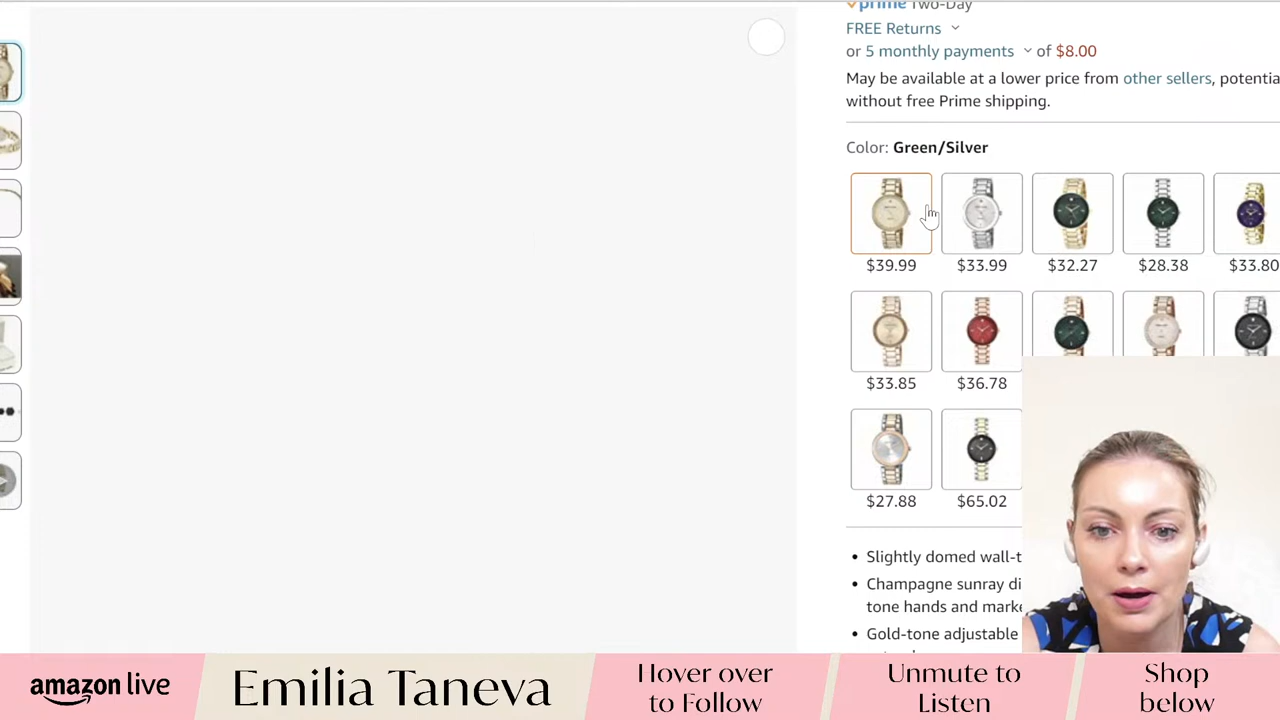 prime Two-Day
FREE Returns
or 5 monthly payments of $8.00
May be available at a lower price from other sellers, potentia
without free Prime shipping.
Color: Green/Silver
$39.99 $33.99 $32.27 $28.38 $33.80
$33.85 $36.78
$27.88 $65.02
• Slightly domed wall-t
• Champagne sunray di
tone hands and marke
• Gold-tone adjustable
amazon live
Emilia Taneva
Hover over
to Follow
Unmute to
Listen
Shop
below